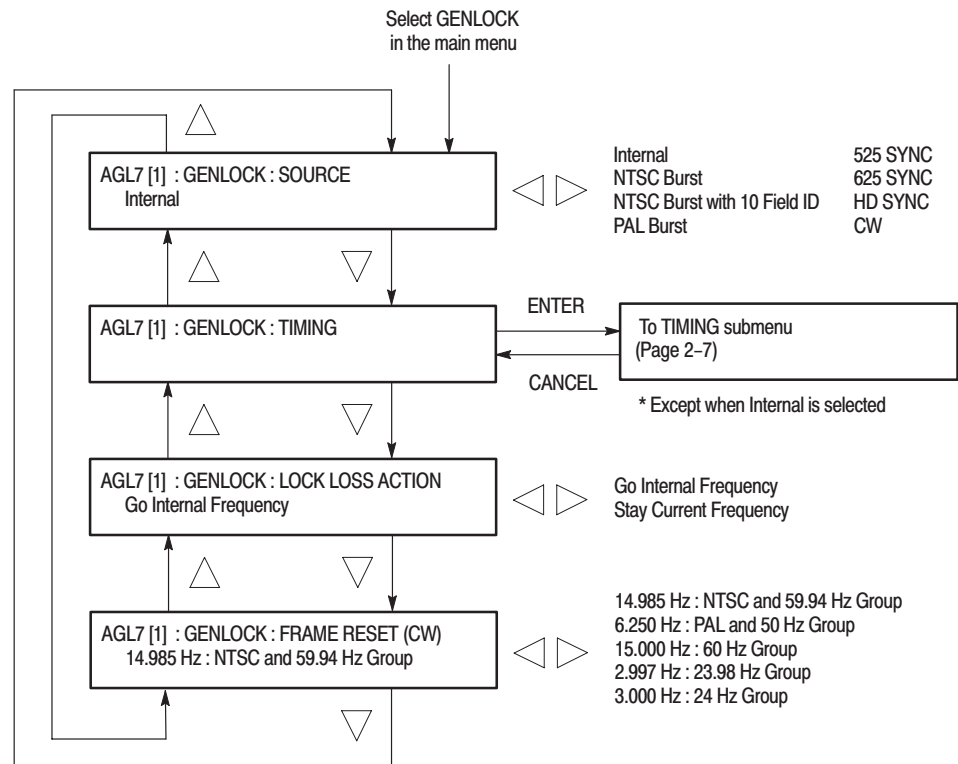 Select GENLOCK
in the main menu
AGL7 [1] : GENLOCK : SOURCE
Internal
Internal
NTSC Burst
NTSC Burst with 10 Field ID
PAL Burst
525 SYNC
625 SYNC
HD SYNC
CW
AGL7 [1] : GENLOCK : TIMING
ENTER
CANCEL
To TIMING submenu
(Page 2–7)
* Except when Internal is selected
AGL7 [1] : GENLOCK : LOCK LOSS ACTION
Go Internal Frequency
Go Internal Frequency
Stay Current Frequency
AGL7 [1] : GENLOCK : FRAME RESET (CW)
14.985 Hz : NTSC and 59.94 Hz Group
14.985 Hz : NTSC and 59.94 Hz Group
6.250 Hz : PAL and 50 Hz Group
15.000 Hz : 60 Hz Group
2.997 Hz : 23.98 Hz Group
3.000 Hz : 24 Hz Group